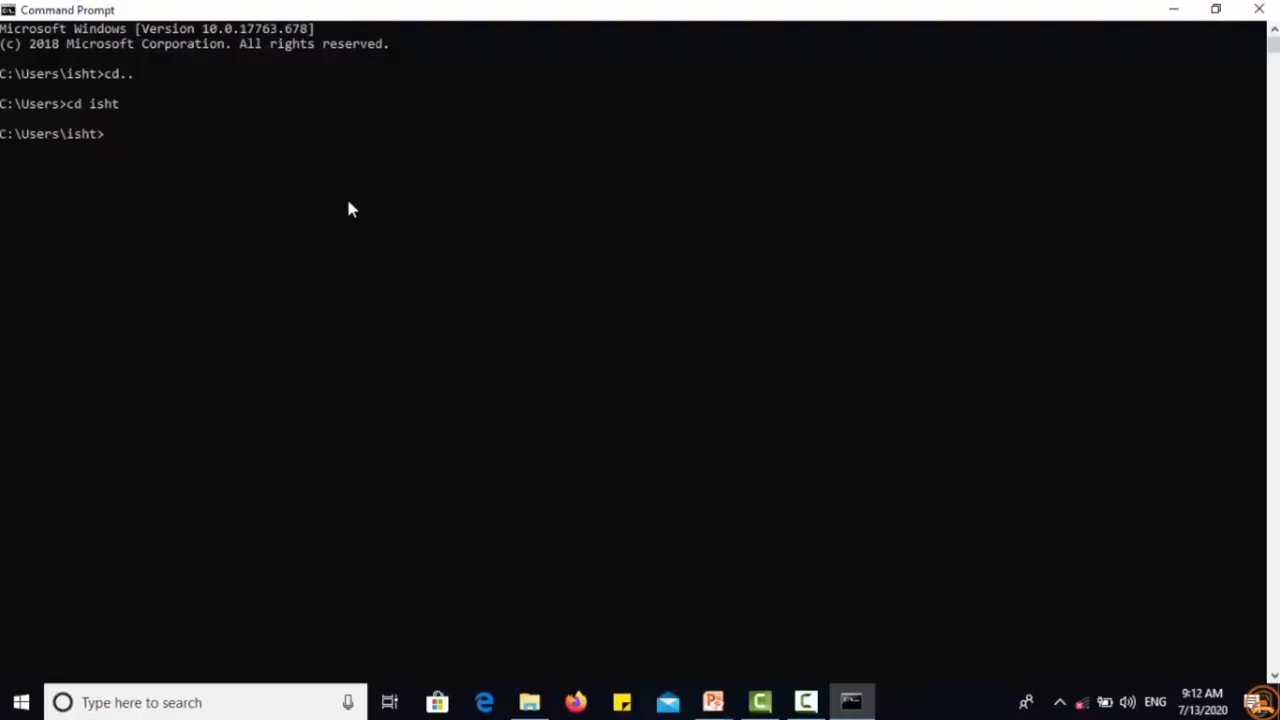 Command Prompt
Microsoft Windows [Version 10.0.17763.678]
(c) 2018 Microsoft Corporation. All rights reserved.
C:\Users\isht>cd..
C:\Users>cd isht
C:\Users\isht>
Type here to search
ENG
9:12 AM
7/13/2020